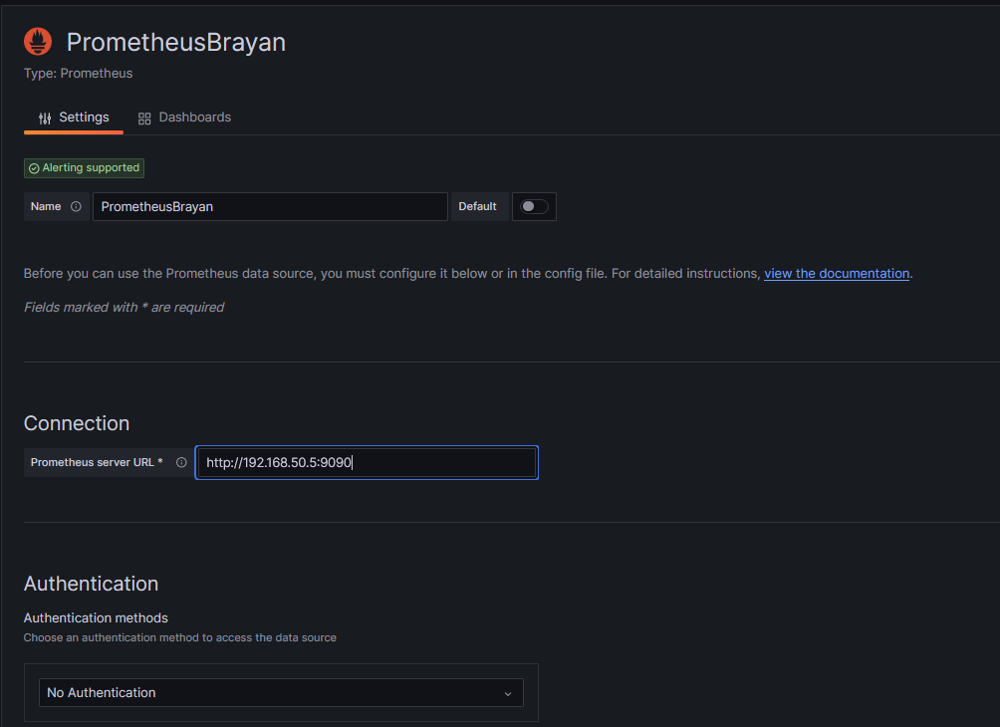 PrometheusBrayan
Type: Prometheus
Settings Dashboards
Alerting supported
Name PrometheusBrayan Default
Before you can use the Prometheus data source, you must configure it below or in the config file. For detailed instructions, view the documentation.
Fields marked with * are required
Connection
Prometheus server URL * http://192.168.50.5:9090
Authentication
Authentication methods
Choose an authentication method to access the data source
No Authentication